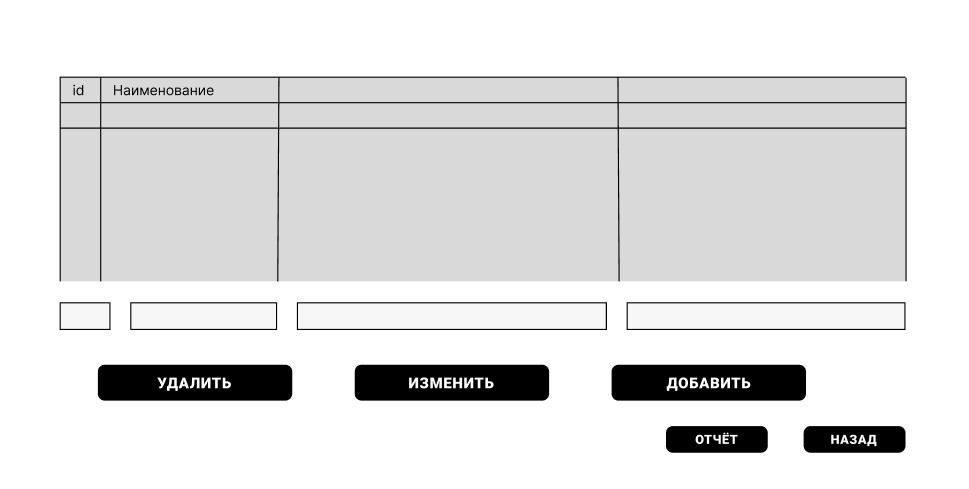 id Наименование
УДАЛИТЬ ИЗМЕНИТЬ ДОБАВИТЬ
ОТЧЁТ НАЗАД